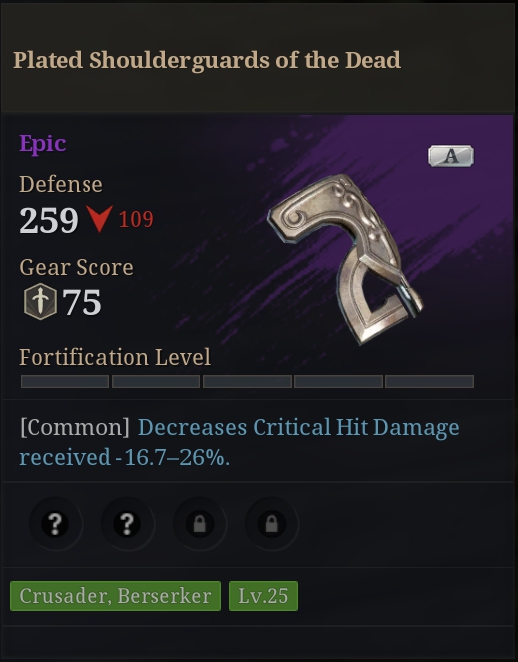 Plated Shoulderguards of the Dead
Epic
A
Defense
259 109
Gear Score
75
Fortification Level
[Common] Decreases Critical Hit Damage
received -16.7–26%.
? ?
Crusader, Berserker Lv.25